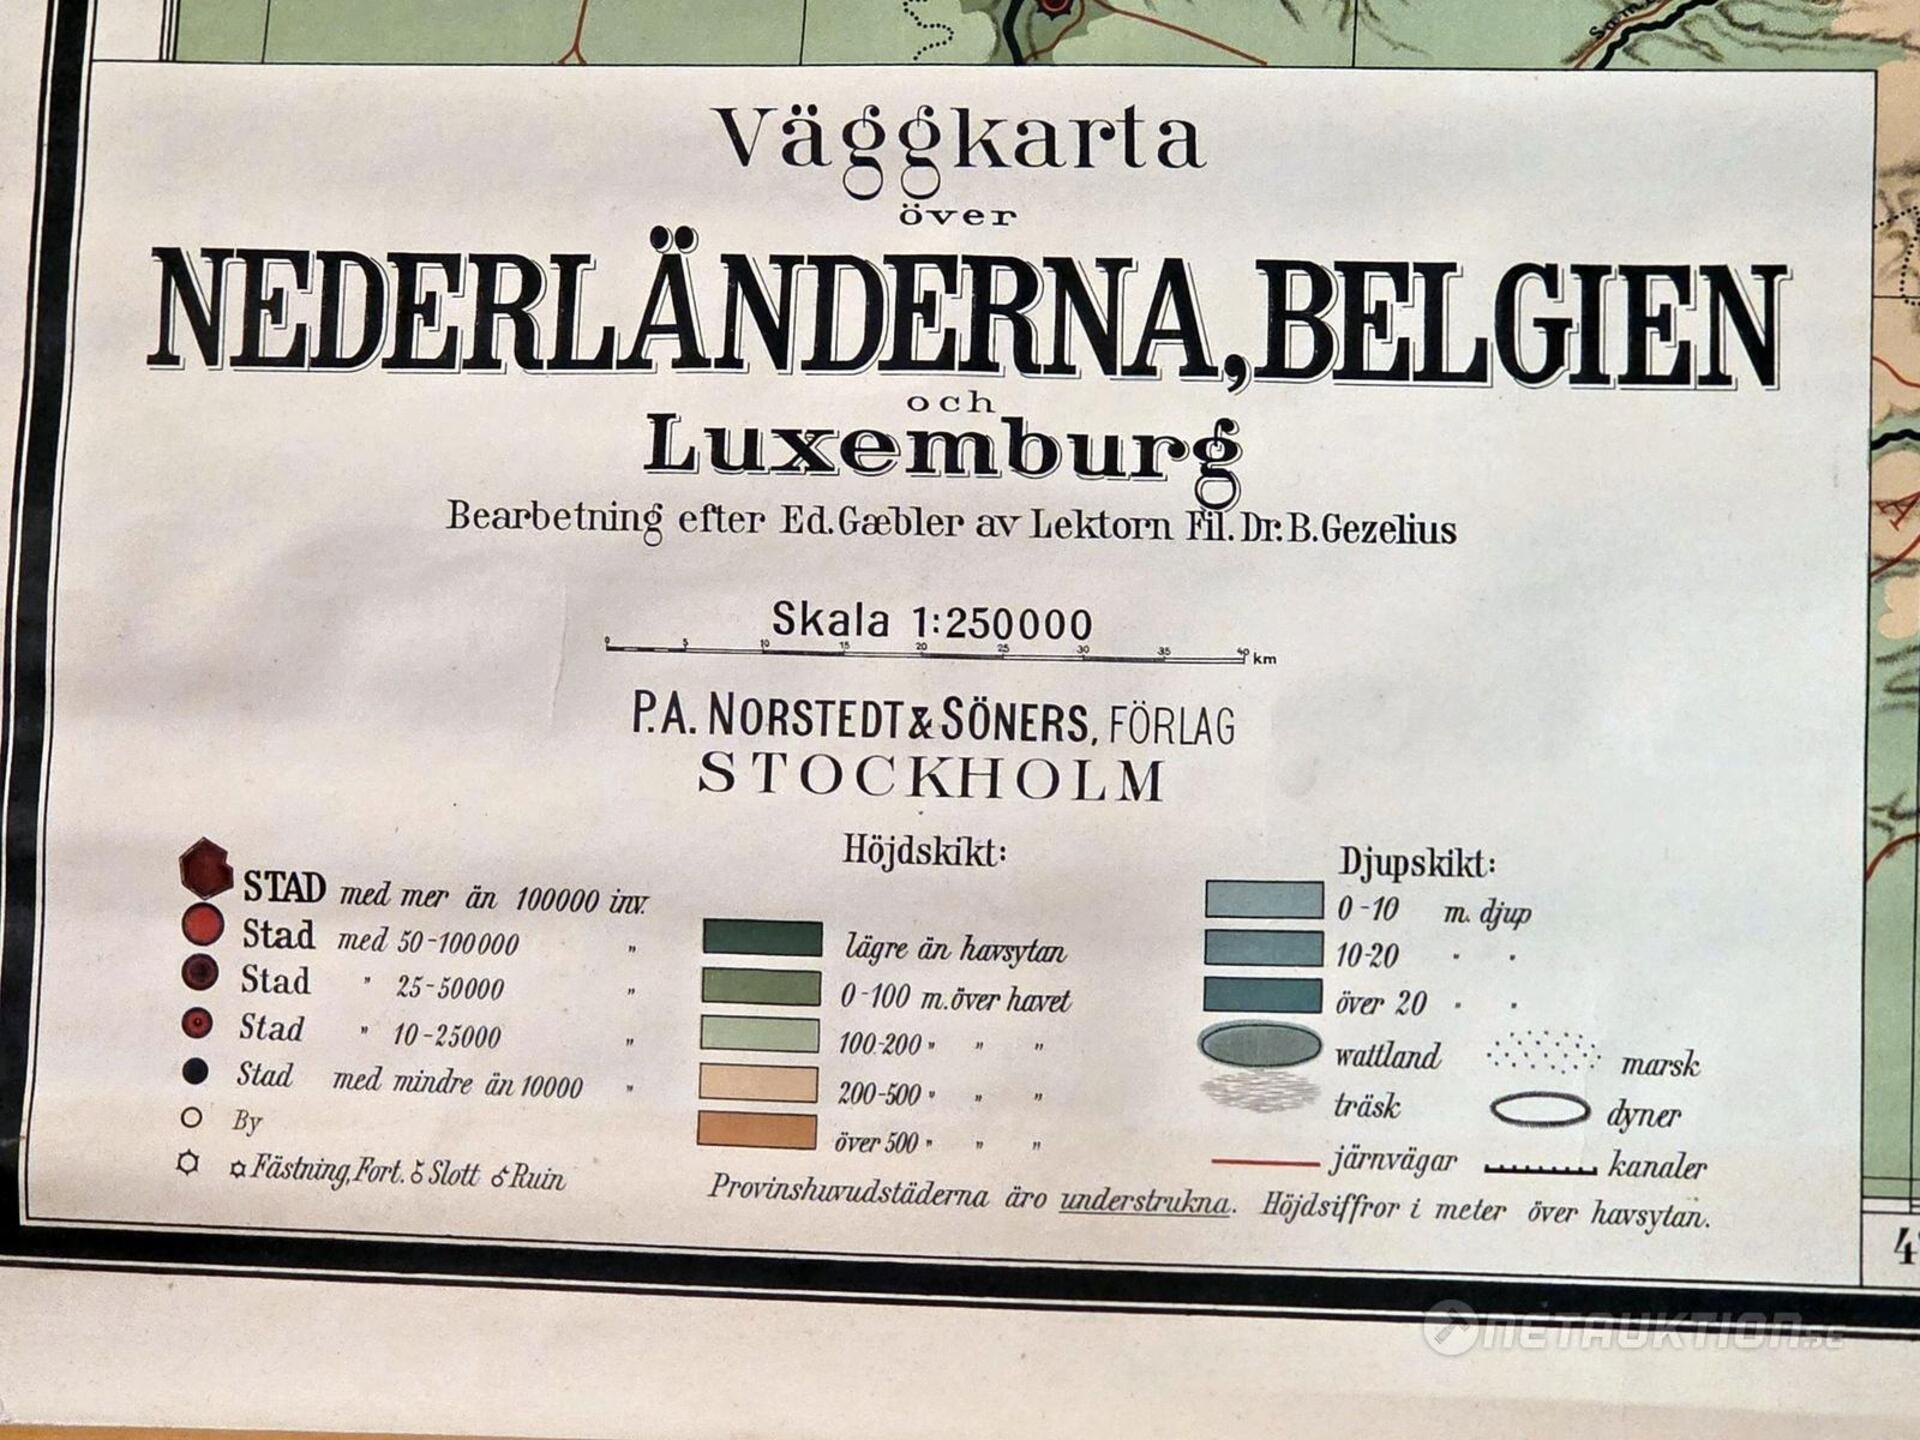 Sam
Väggkarta
över
NEDERLÄNDERNA, BELGIEN
och
Luxemburg
Bearbetning efter Ed. Gæbler av Lektorn Fil. Dr. B. Gezelius
Skala 1:250000
0 5 10 15 20 25 30 35 40 km
P.A. NORSTEDT & SÖNERS, FÖRLAG
STOCKHOLM
STAD med mer än 100000 inv.
Stad med 50-100000 "
Stad " 25-50000 "
Stad " 10-25000 "
Stad med mindre än 10000 "
By
Fästning, Fort. Slott Ruin
Höjdskikt:
lägre än havsytan
0-100 m. över havet
100-200 " " "
200-500 " " "
över 500 " " "
Djupskikt:
0-10 m. djup
10-20 " "
över 20 " "
wattland marsk
träsk dyner
järnvägar kanaler
Provinshuvudstäderna äro understrukna. Höjdsiffror i meter över havsytan.
4
NETAUKTION.SE